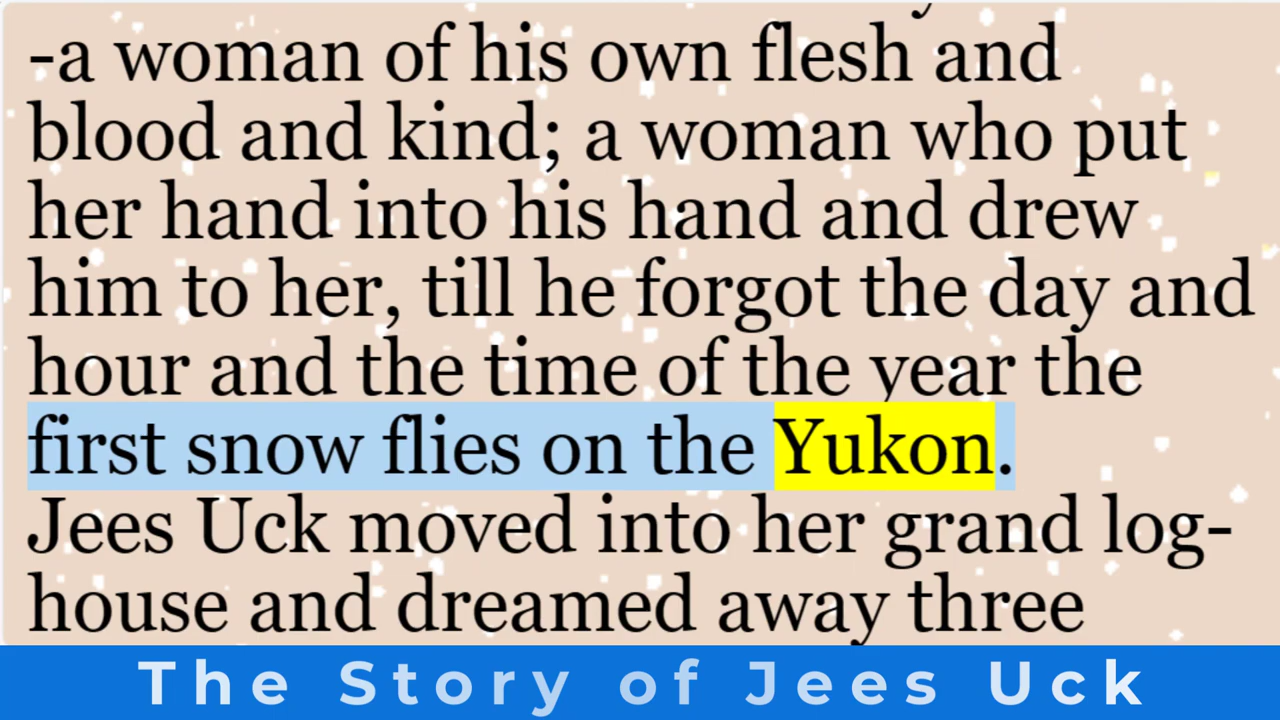 -a woman of his own flesh and
blood and kind; a woman who put
her hand into his hand and drew
him to her, till he forgot the day and
hour and the time of the year the
first snow flies on the Yukon.
Jees Uck moved into her grand log-
house and dreamed away three
The Story of Jees Uck